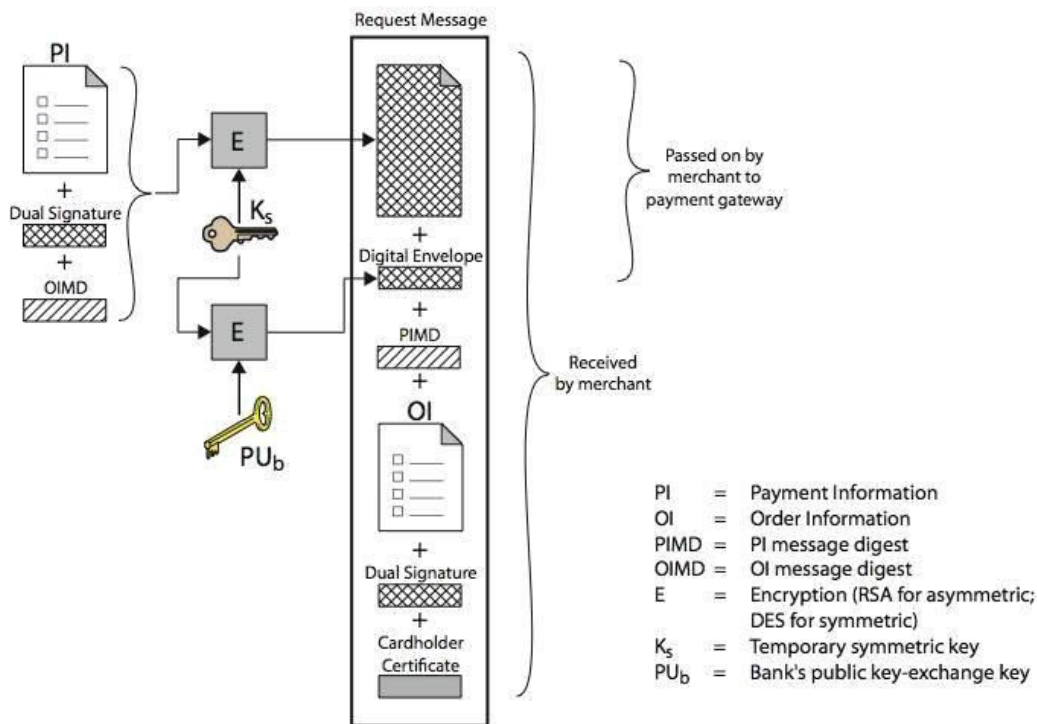 Request Message
PI
+
Dual Signature
+
OIMD
E
Ks
E
PUb
+
Digital Envelope
+
PIMD
+
OI
+
Dual Signature
+
Cardholder
Certificate
Passed on by
merchant to
payment gateway
Received
by merchant
PI = Payment Information
OI = Order Information
PIMD = PI message digest
OIMD = OI message digest
E = Encryption (RSA for asymmetric;
DES for symmetric)
Ks = Temporary symmetric key
PUb = Bank's public key-exchange key